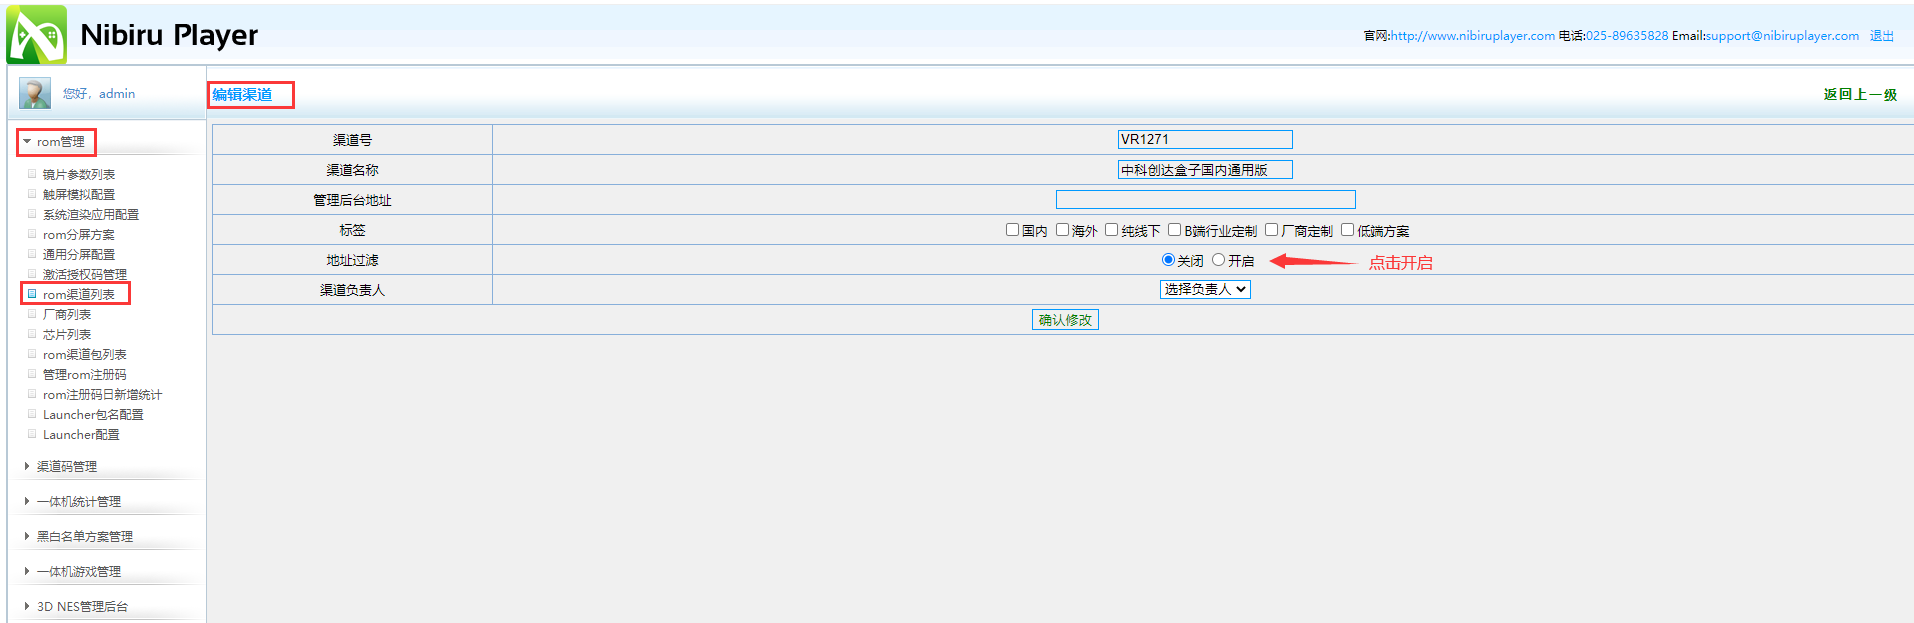 Nibiru Player
官网:http://www.nibiruplayer.com 电话:025-89635828 Email:support@nibiruplayer.com 退出
您好，admin
编辑渠道
返回上一级
rom管理
镜片参数列表
触屏模拟配置
系统渲染应用配置
rom分屏方案
通用分屏配置
激活授权码管理
rom渠道列表
厂商列表
芯片列表
rom渠道包列表
管理rom注册码
rom注册码日新增统计
Launcher包名配置
Launcher配置
渠道码管理
一体机统计管理
黑白名单方案管理
一体机游戏管理
3D NES管理后台
渠道号 VR1271
渠道名称 中科创达盒子国内通用版
管理后台地址
标签 国内 海外 纯线下 B端行业定制 厂商定制 低端方案
地址过滤 关闭 开启 点击开启
渠道负责人 选择负责人
确认修改